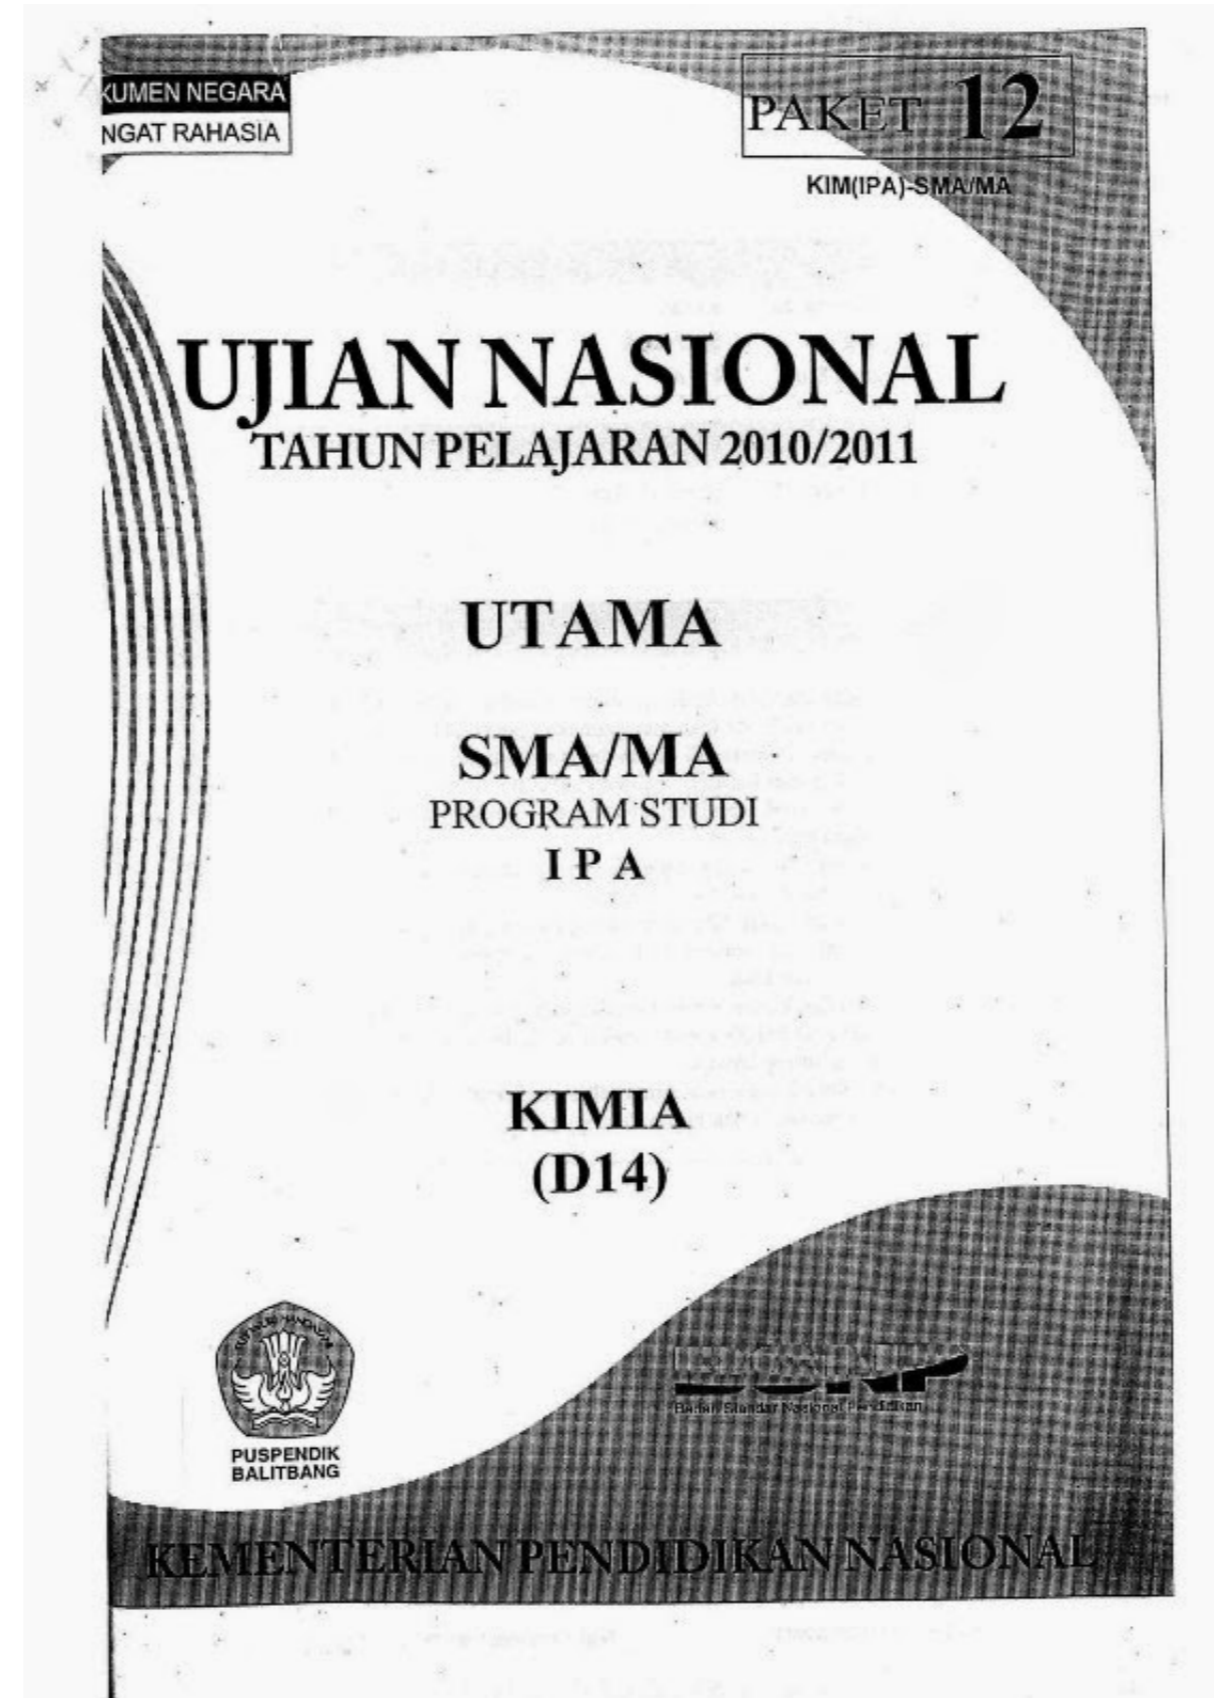 KUMEN NEGARA
NGAT RAHASIA
PAKET 12
KIM(IPA)-SMA/MA
UJIAN NASIONAL
TAHUN PELAJARAN 2010/2011
UTAMA
SMA/MA
PROGRAM STUDI
I P A
KIMIA
(D14)
PUSPENDIK
BALITBANG
Badan Standar Nasional Pendidikan
KEMENTERIAN PENDIDIKAN NASIONAL